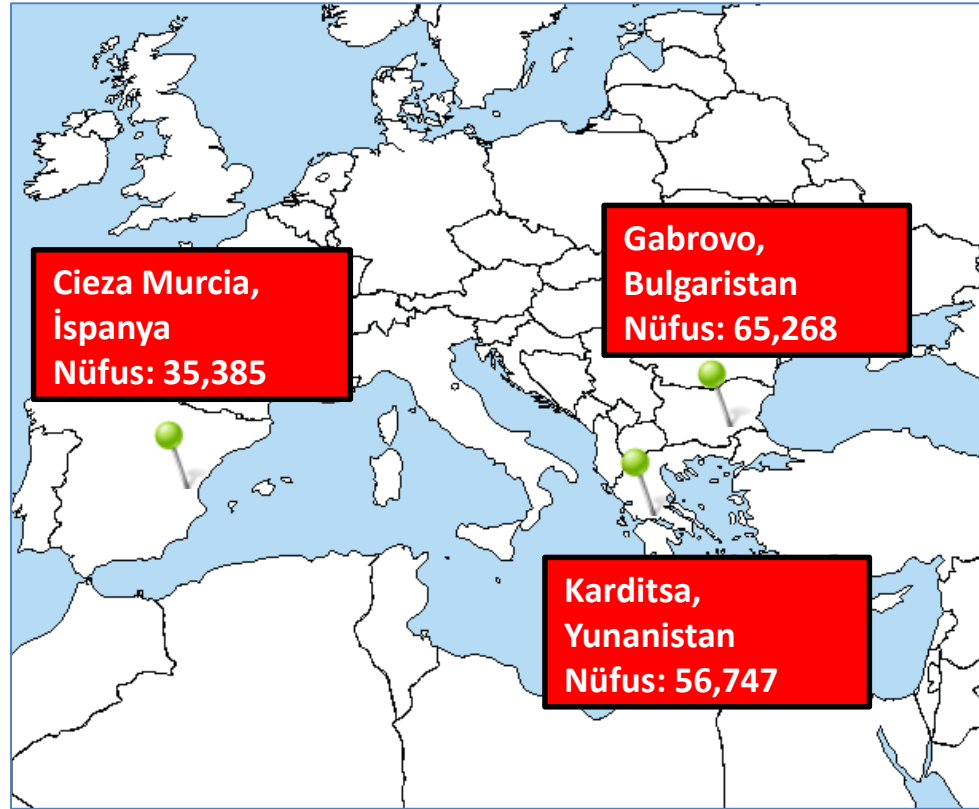 Cieza Murcia,
İspanya
Nüfus: 35,385
Gabrovo,
Bulgaristan
Nüfus: 65,268
Karditsa,
Yunanistan
Nüfus: 56,747